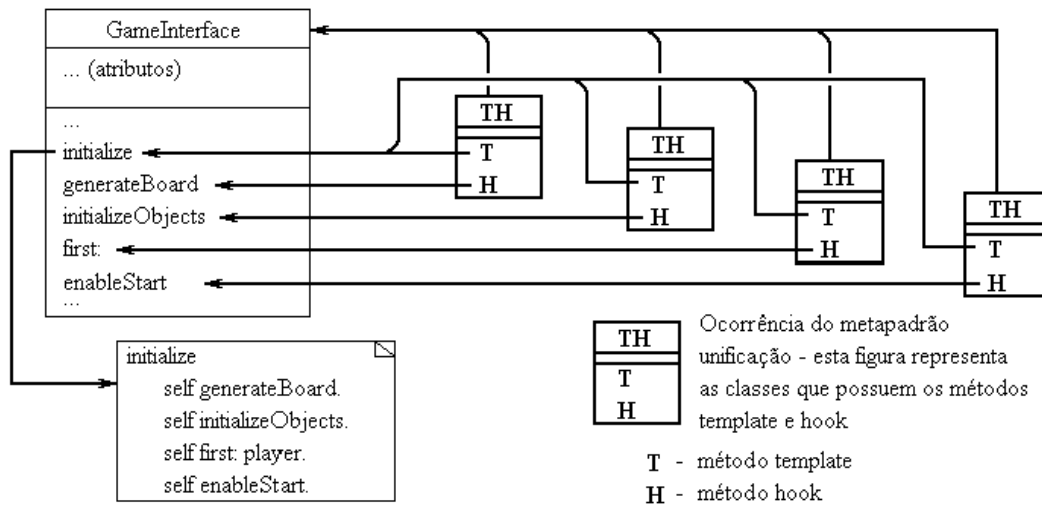 GameInterface
... (atributos)
...
initialize
generateBoard
initializeObjects
first:
enableStart
...
TH
T
H
TH
T
H
TH
T
H
TH
T
H
initialize
self generateBoard.
self initializeObjects.
self first: player.
self enableStart.
TH
T
H
Ocorrência do metapadrão
unificação - esta figura representa
as classes que possuem os métodos
template e hook
T - método template
H - método hook